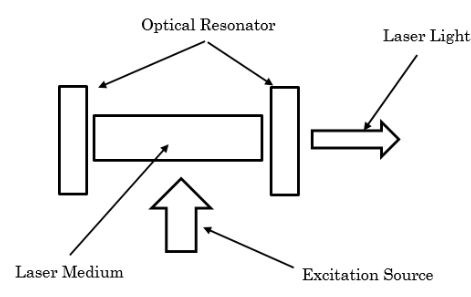 Optical Resonator
Laser Light
Laser Medium
Excitation Source